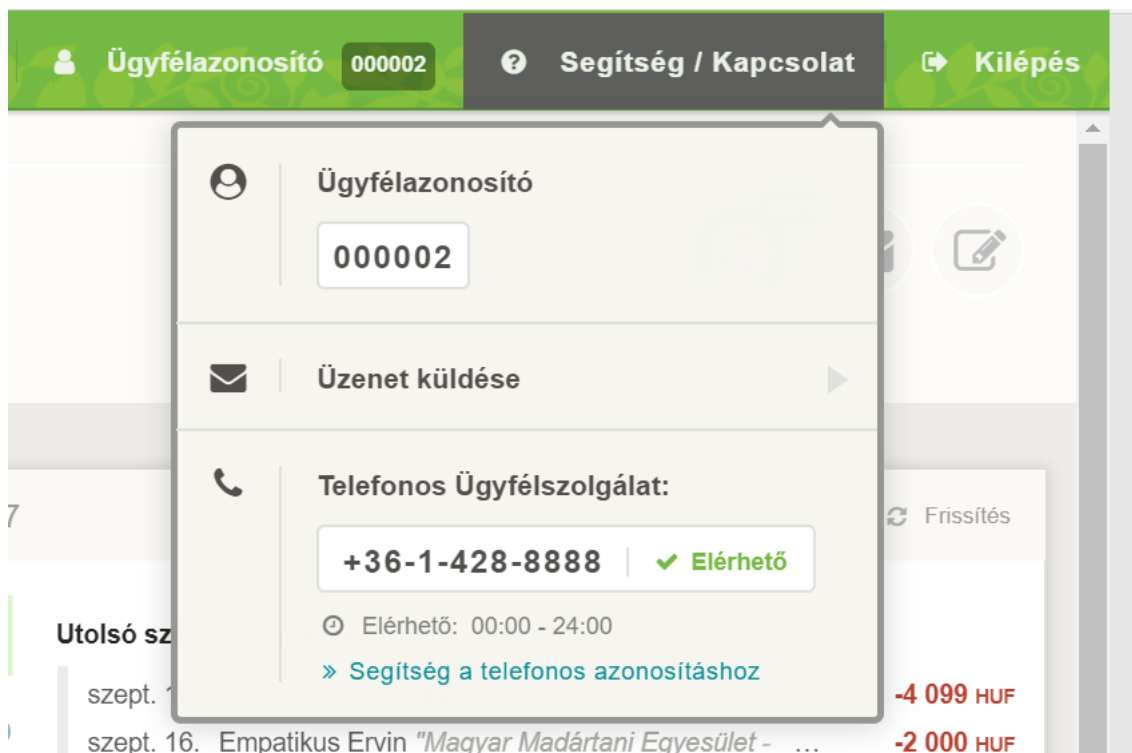 Ügyfélazonosító 000002 Segítség / Kapcsolat Kilépés
Ügyfélazonosító
000002
Üzenet küldése
Telefonos Ügyfélszolgálat:
7 Frissítés
+36-1-428-8888 Elérhető
Elérhető: 00:00 - 24:00
Utolsó sz
» Segítség a telefonos azonosításhoz
szept. 1 -4 099 HUF
szept. 16. Empatikus Ervin "Magyar Madártani Egyesület - ... -2 000 HUF